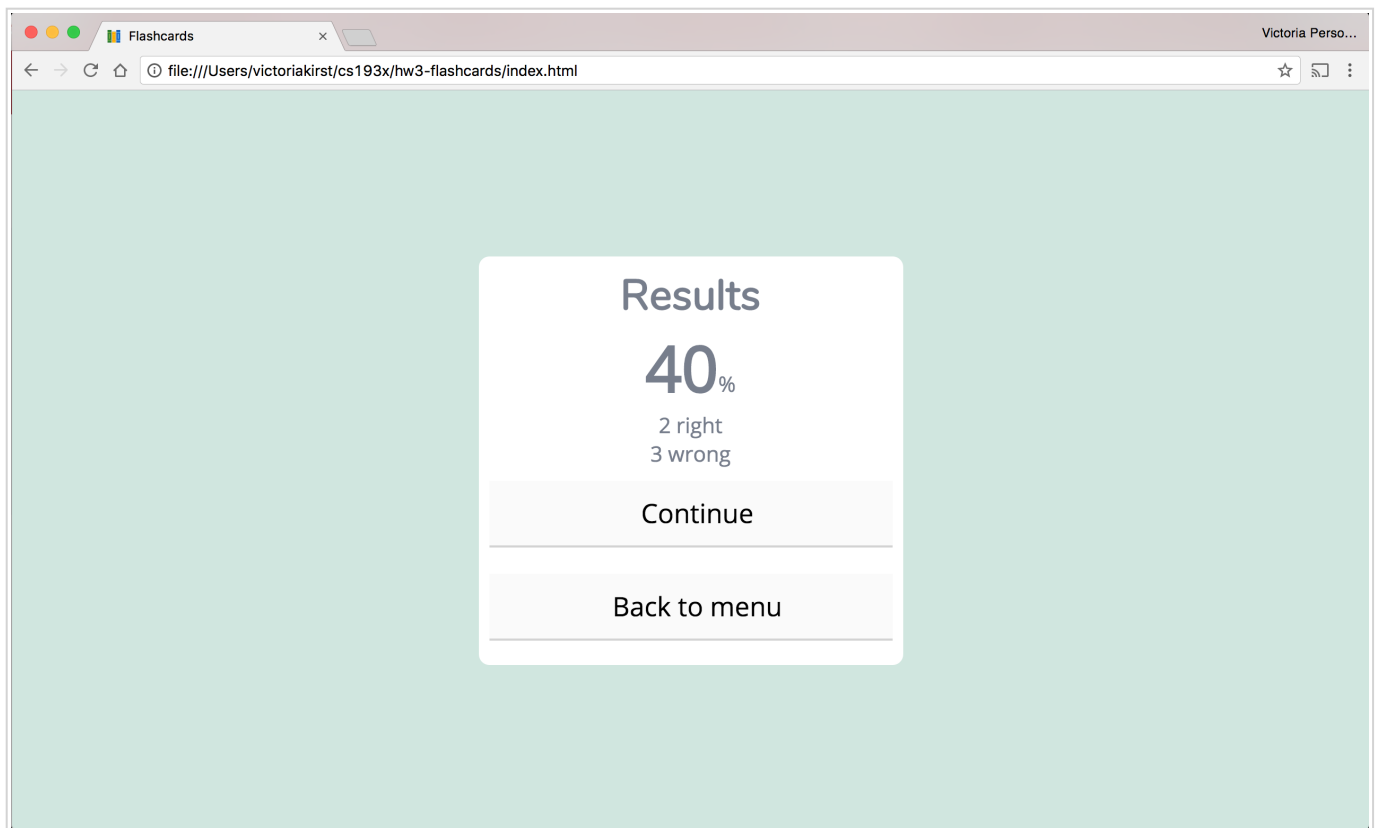 Flashcards
Victoria Perso...
file:///Users/victoriakirst/cs193x/hw3-flashcards/index.html
Results
40%
2 right
3 wrong
Continue
Back to menu